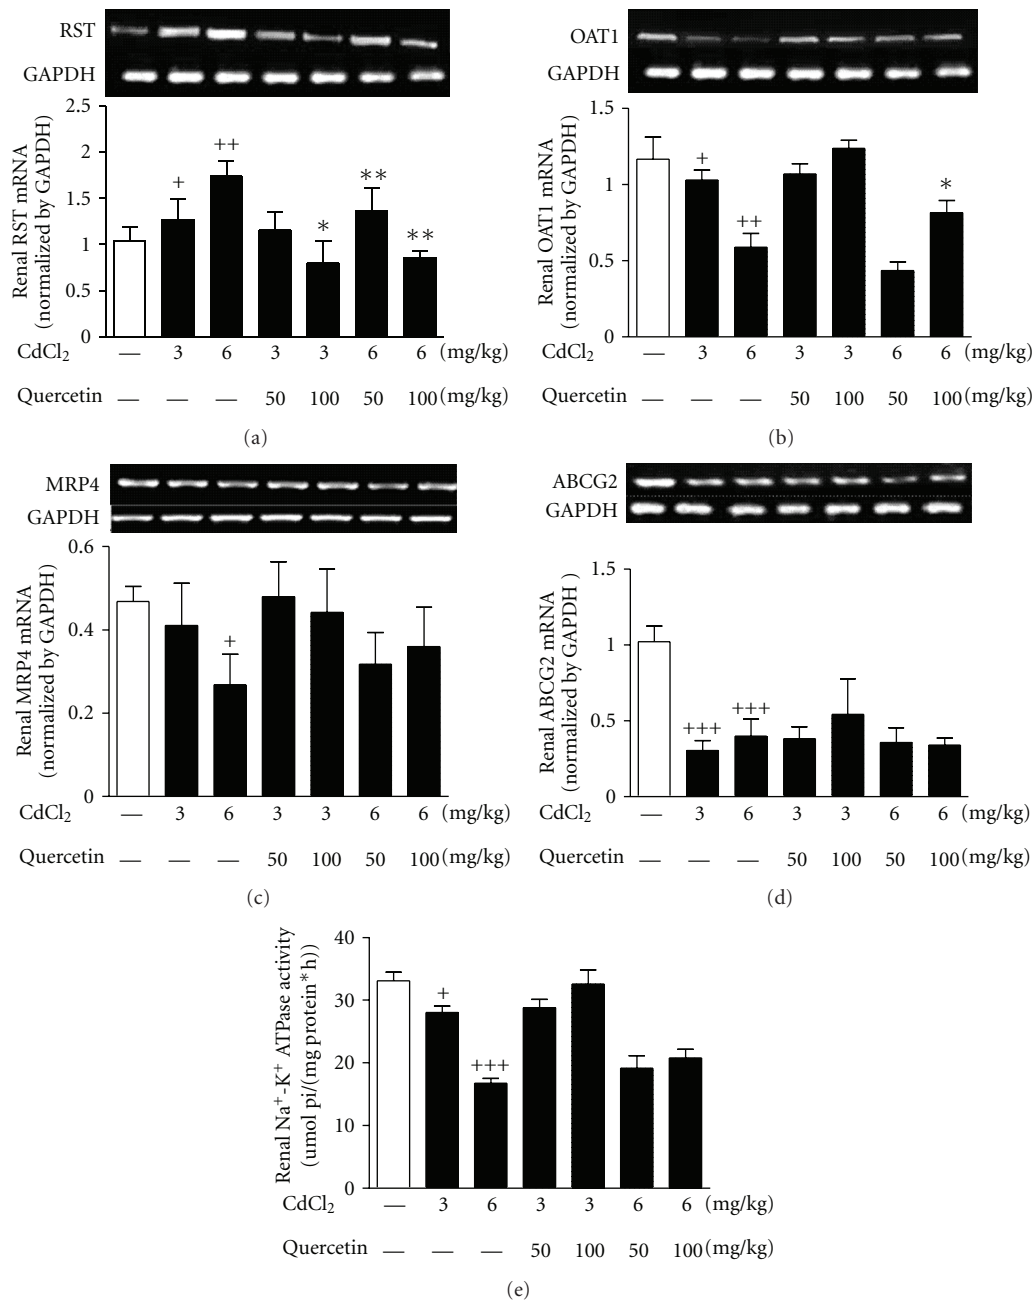 RST
GAPDH
Renal RST mRNA
(normalized by GAPDH)
2.5
2
1.5
1
0.5
0
+
++
*
**
**
CdCl2 — 3 6 3 3 6 6 (mg/kg)
Quercetin — — — 50 100 50 100 (mg/kg)
(a)
OAT1
GAPDH
Renal OAT1 mRNA
(normalized by GAPDH)
1.5
1
0.5
0
+
++
*
CdCl2 — 3 6 3 3 6 6 (mg/kg)
Quercetin — — — 50 100 50 100 (mg/kg)
(b)
MRP4
GAPDH
Renal MRP4 mRNA
(normalized by GAPDH)
0.6
0.4
0.2
0
+
CdCl2 — 3 6 3 3 6 6 (mg/kg)
Quercetin — — — 50 100 50 100 (mg/kg)
(c)
ABCG2
GAPDH
Renal ABCG2 mRNA
(normalized by GAPDH )
1.5
1
0.5
0
+++
+++
CdCl2 — 3 6 3 3 6 6 (mg/kg)
Quercetin — — — 50 100 50 100 (mg/kg)
(d)
Renal Na+-K+ ATPase activity
(umol pi/(mg protein*h))
40
30
20
10
0
+
+++
CdCl2 — 3 6 3 3 6 6 (mg/kg)
Quercetin — — — 50 100 50 100 (mg/kg)
(e)